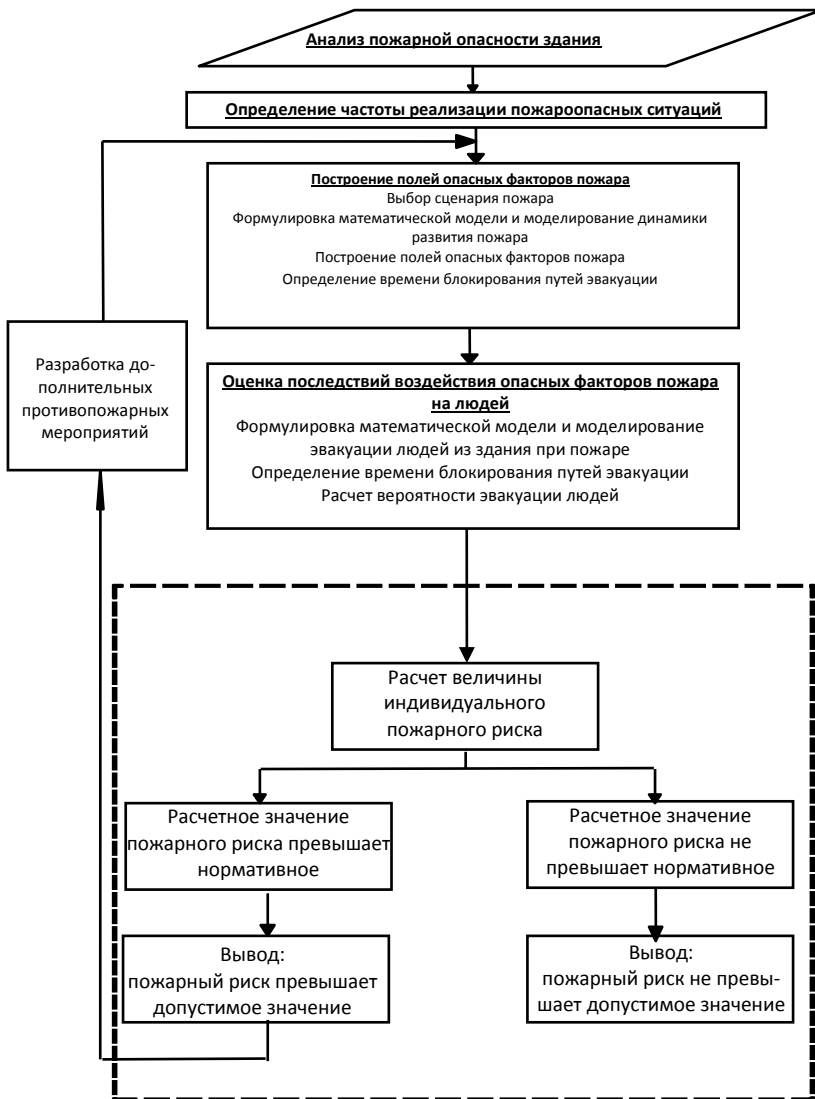 Анализ пожарной опасности здания
Определение частоты реализации пожароопасных ситуаций
Построение полей опасных факторов пожара
Выбор сценария пожара
Формулировка математической модели и моделирование динамики
развития пожара
Построение полей опасных факторов пожара
Определение времени блокирования путей эвакуации
Разработка до-
полнительных
противопожарных
мероприятий
Оценка последствий воздействия опасных факторов пожара
на людей
Формулировка математической модели и моделирование
эвакуации людей из здания при пожаре
Определение времени блокирования путей эвакуации
Расчет вероятности эвакуации людей
Расчет величины
индивидуального
пожарного риска
Расчетное значение
пожарного риска превышает
нормативное
Расчетное значение
пожарного риска не
превышает нормативное
Вывод:
пожарный риск превышает
допустимое значение
Вывод:
пожарный риск не превы-
шает допустимое значение